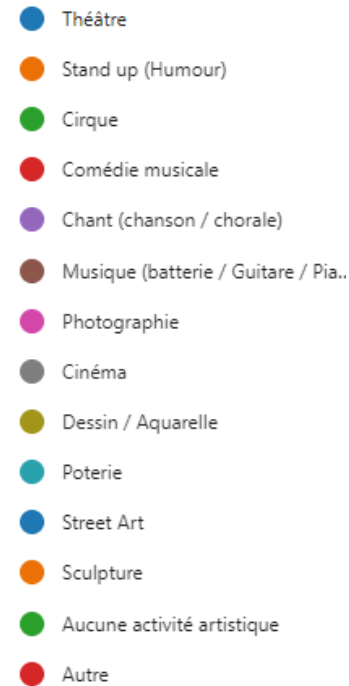 Théâtre
Stand up (Humour)
Cirque
Comédie musicale
Chant (chanson / chorale)
Musique (batterie / Guitare / Pia..
Photographie
Cinéma
Dessin / Aquarelle
Poterie
Street Art
Sculpture
Aucune activité artistique
Autre